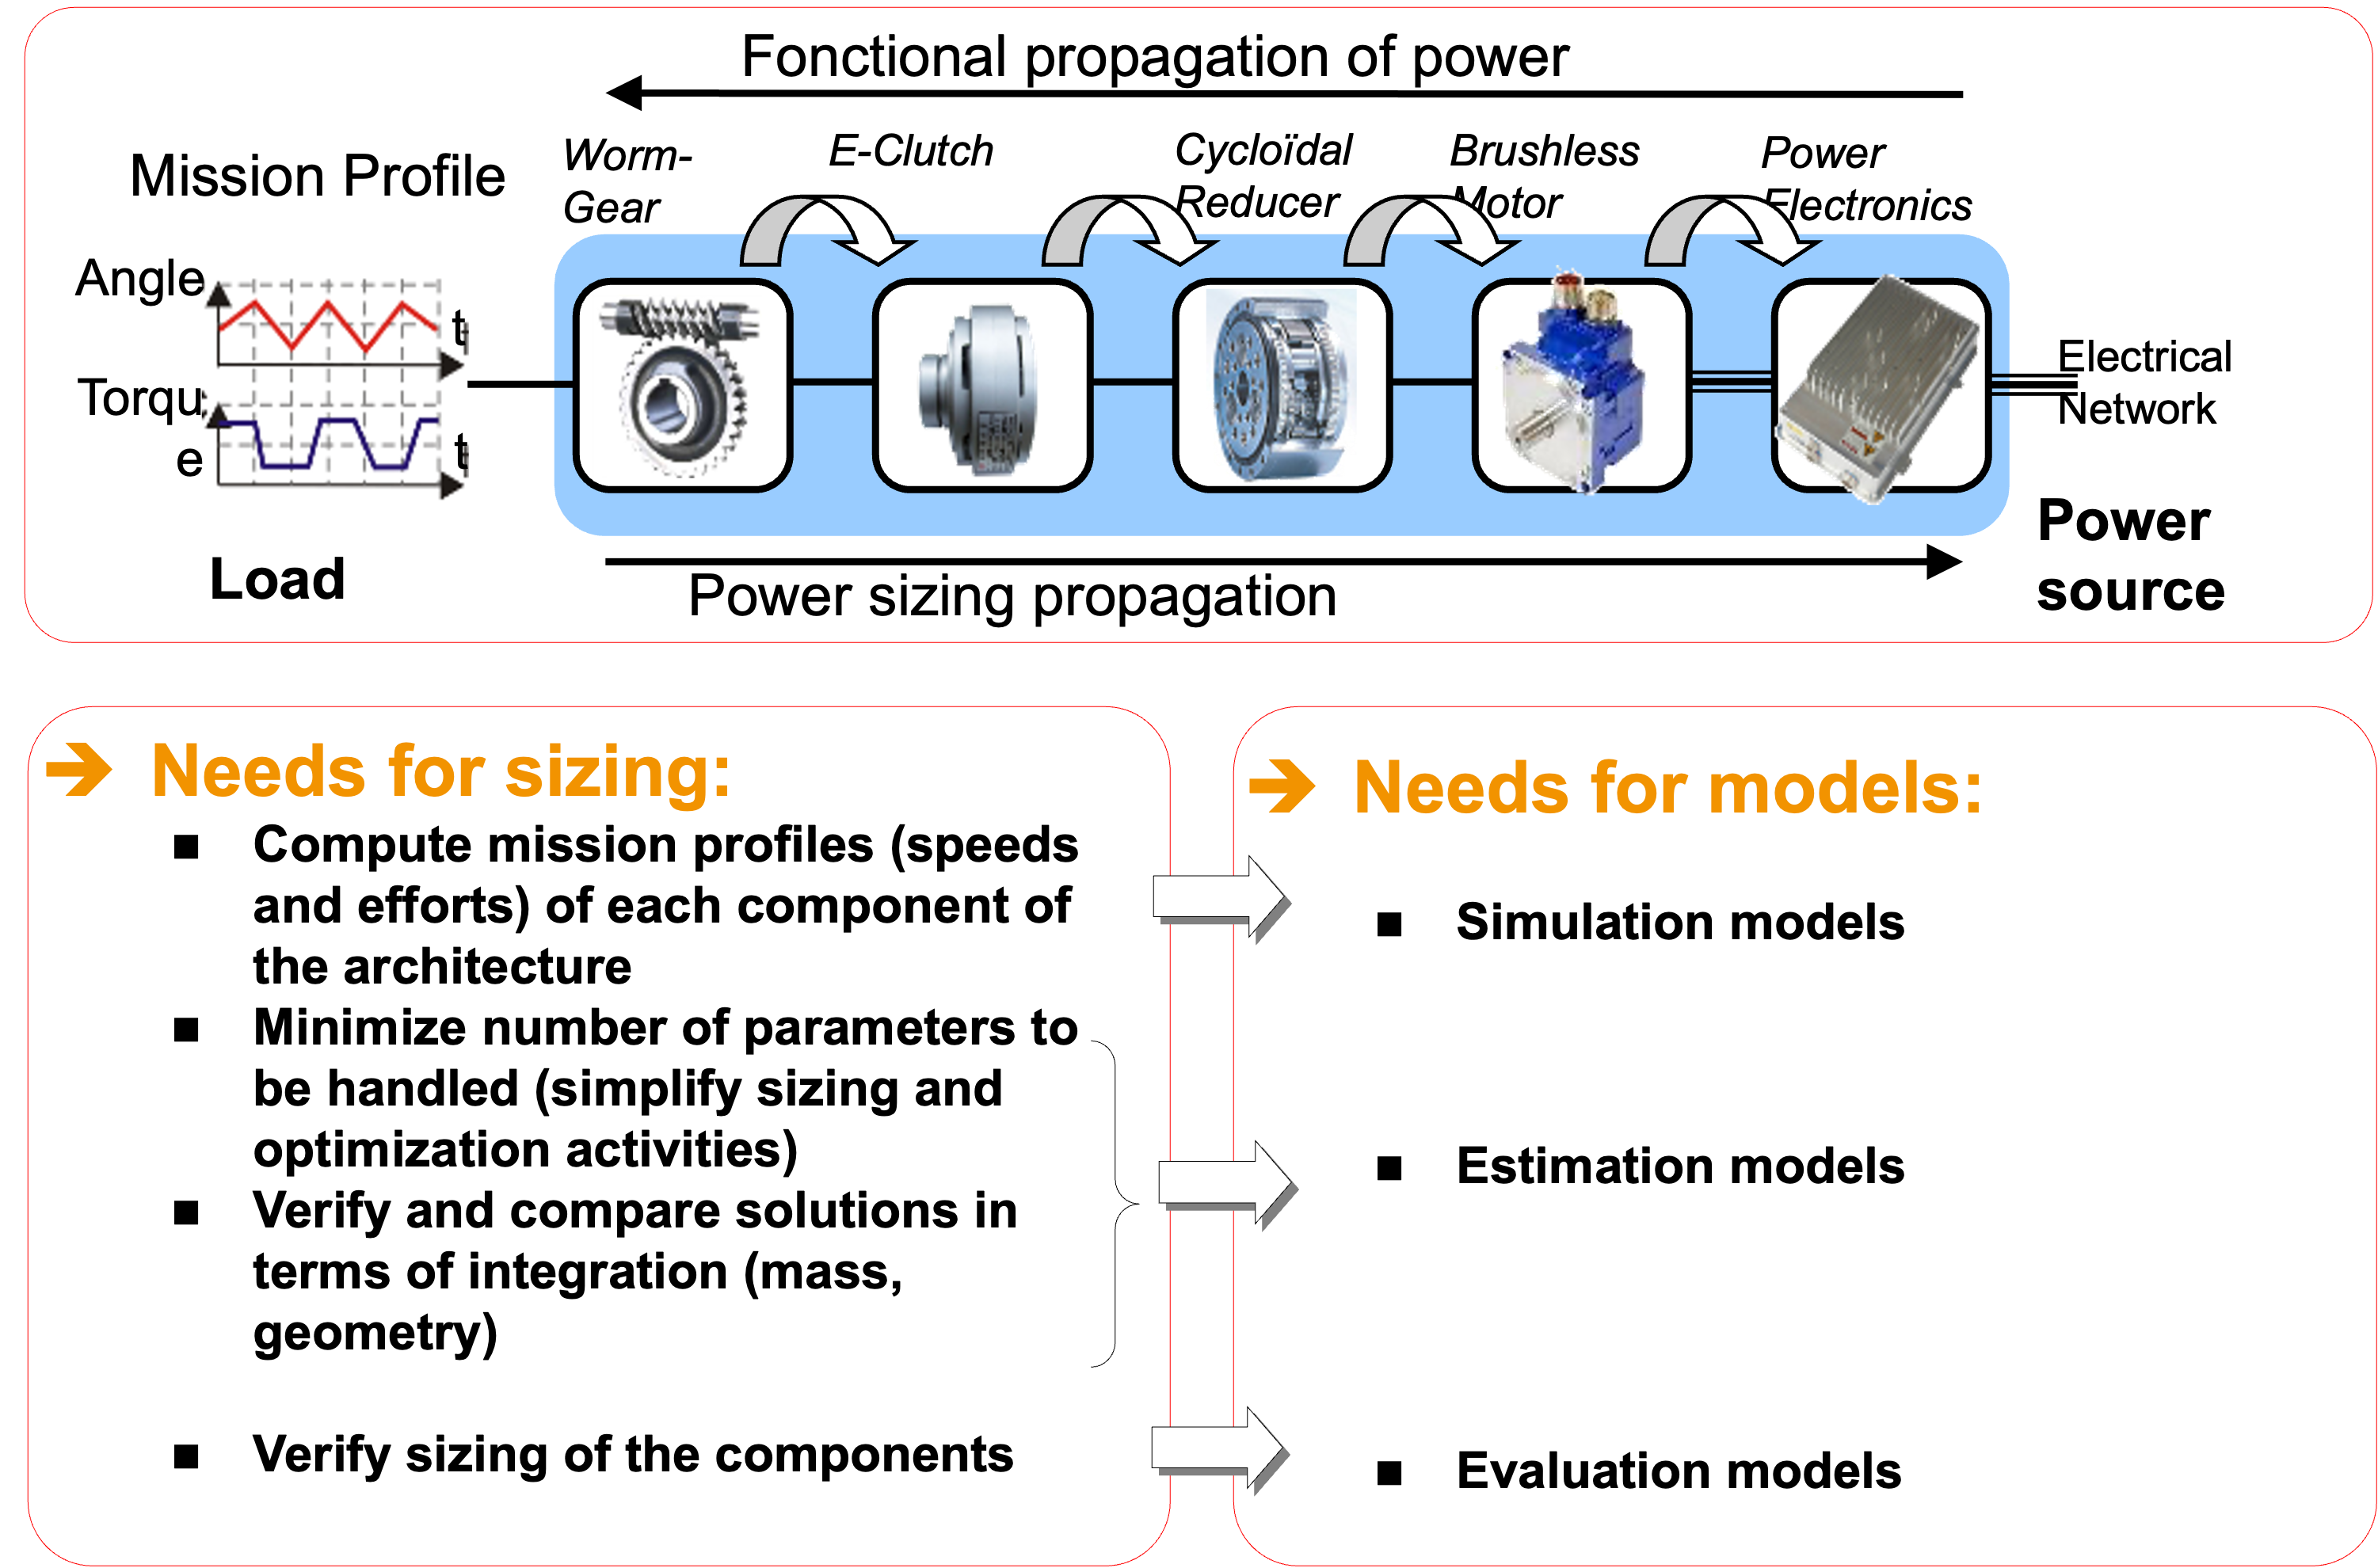 Fonctional propagation of power
Mission Profile
Worm-
Gear
E-Clutch
Cycloïdal
Reducer
Brushless
Motor
Power
Electronics
Angle
t
Torqu
e
t
Electrical
Network
Load
Power
source
Power sizing propagation
Needs for sizing:
Compute mission profiles (speeds
and efforts) of each component of
the architecture
Minimize number of parameters to
be handled (simplify sizing and
optimization activities)
Verify and compare solutions in
terms of integration (mass,
geometry)
Verify sizing of the components
Needs for models:
Simulation models
Estimation models
Evaluation models